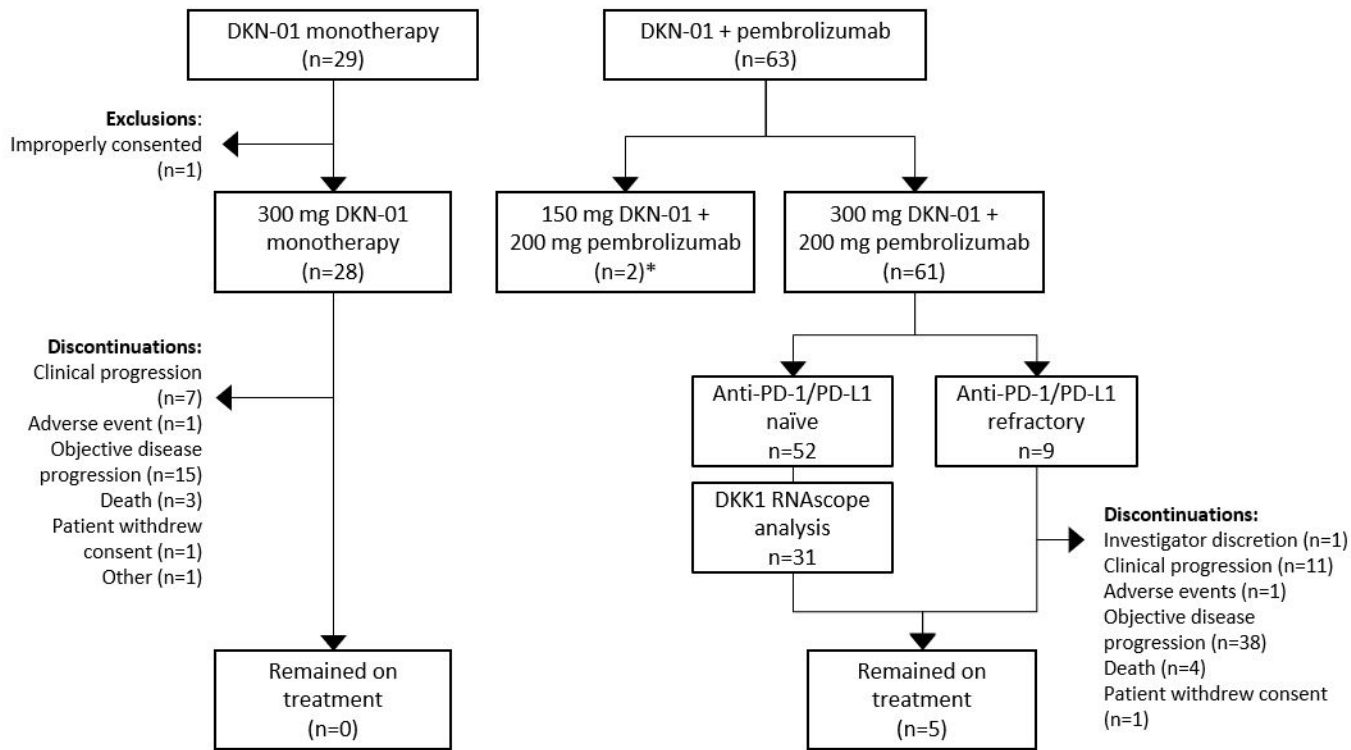 DKN-01 monotherapy
(n=29)
DKN-01 + pembrolizumab
(n=63)
Exclusions:
Improperly consented
(n=1)
300 mg DKN-01
monotherapy
(n=28)
150 mg DKN-01 +
200 mg pembrolizumab
(n=2)*
300 mg DKN-01 +
200 mg pembrolizumab
(n=61)
Discontinuations:
Clinical progression
(n=7)
Adverse event (n=1)
Objective disease
progression (n=15)
Death (n=3)
Patient withdrew
consent (n=1)
Other (n=1)
Anti-PD-1/PD-L1
naïve
n=52
Anti-PD-1/PD-L1
refractory
n=9
DKK1 RNAscope
analysis
n=31
Discontinuations:
Investigator discretion (n=1)
Clinical progression (n=11)
Adverse events (n=1)
Objective disease
progression (n=38)
Death (n=4)
Patient withdrew consent
(n=1)
Remained on
treatment
(n=0)
Remained on
treatment
(n=5)